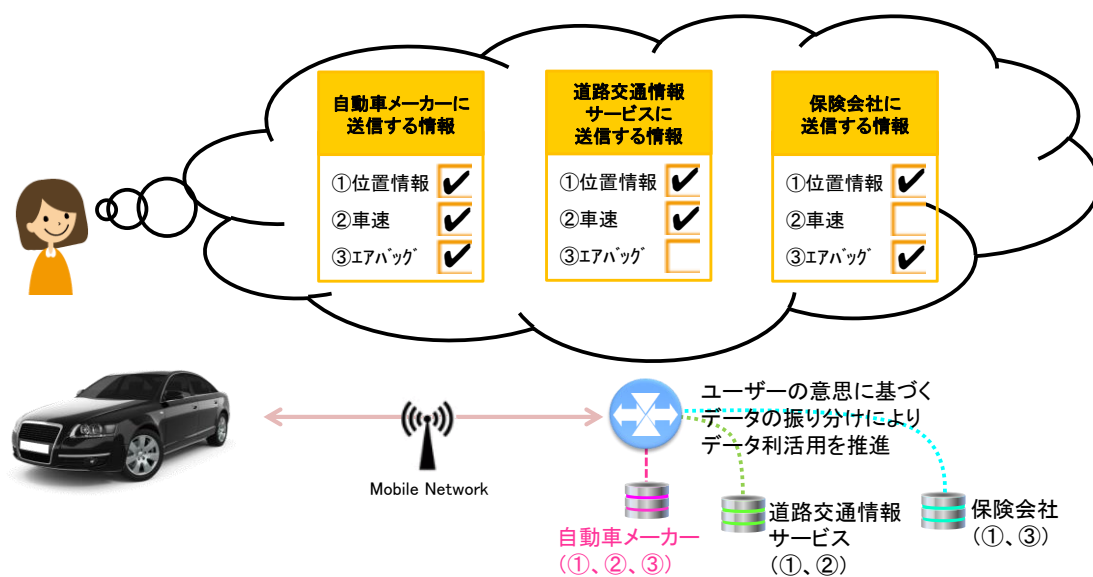 自動車メーカーに
送信する情報
①位置情報
②車速
③エアバッグ
道路交通情報
サービスに
送信する情報
①位置情報
②車速
③エアバッグ
保険会社に
送信する情報
①位置情報
②車速
③エアバッグ
ユーザーの意思に基づく
データの振り分けにより
データ利活用を推進
Mobile Network
自動車メーカー
(①、②、③)
道路交通情報
サービス
(①、②)
保険会社
(①、③)